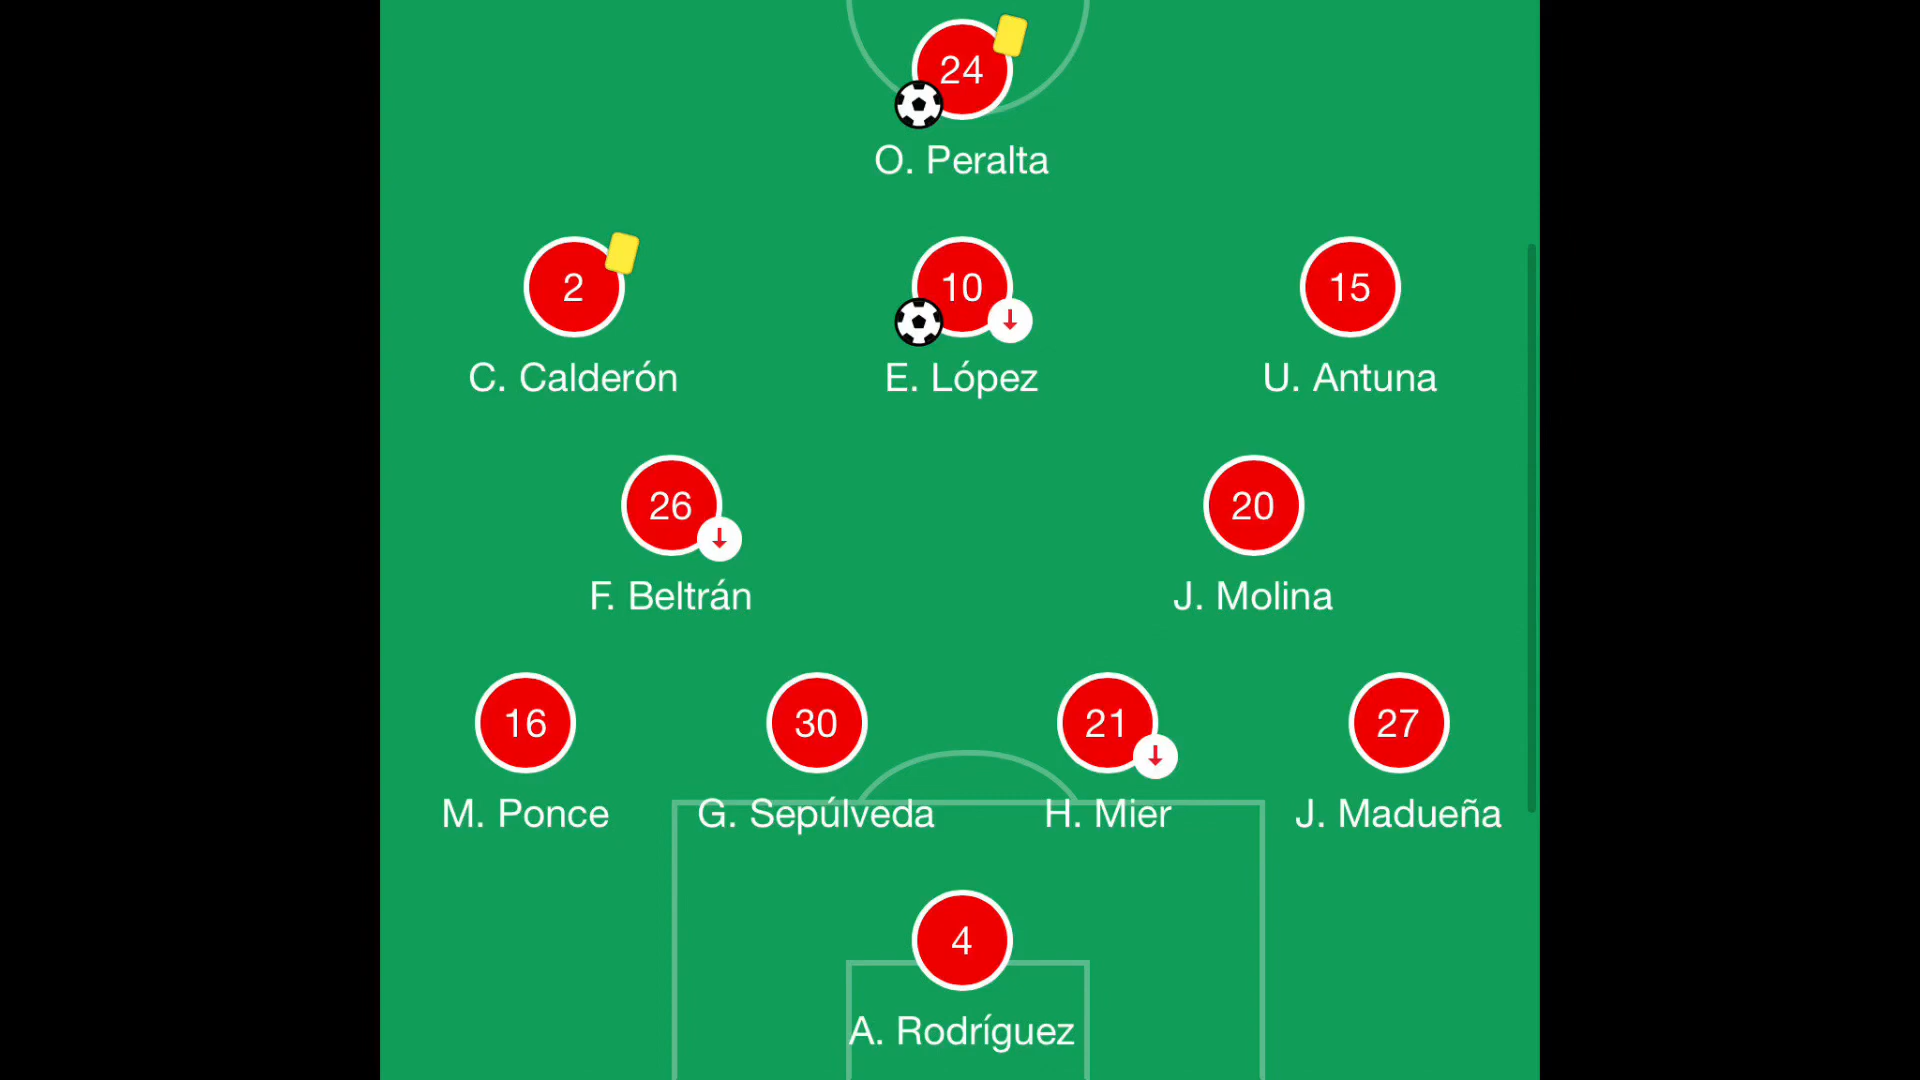 24
O. Peralta
2
10
15
C. Calderón
E. López
U. Antuna
26
20
F. Beltrán
J. Molina
16
30
21
27
M. Ponce
G. Sepúlveda
H. Mier
J. Madueña
4
A. Rodríguez